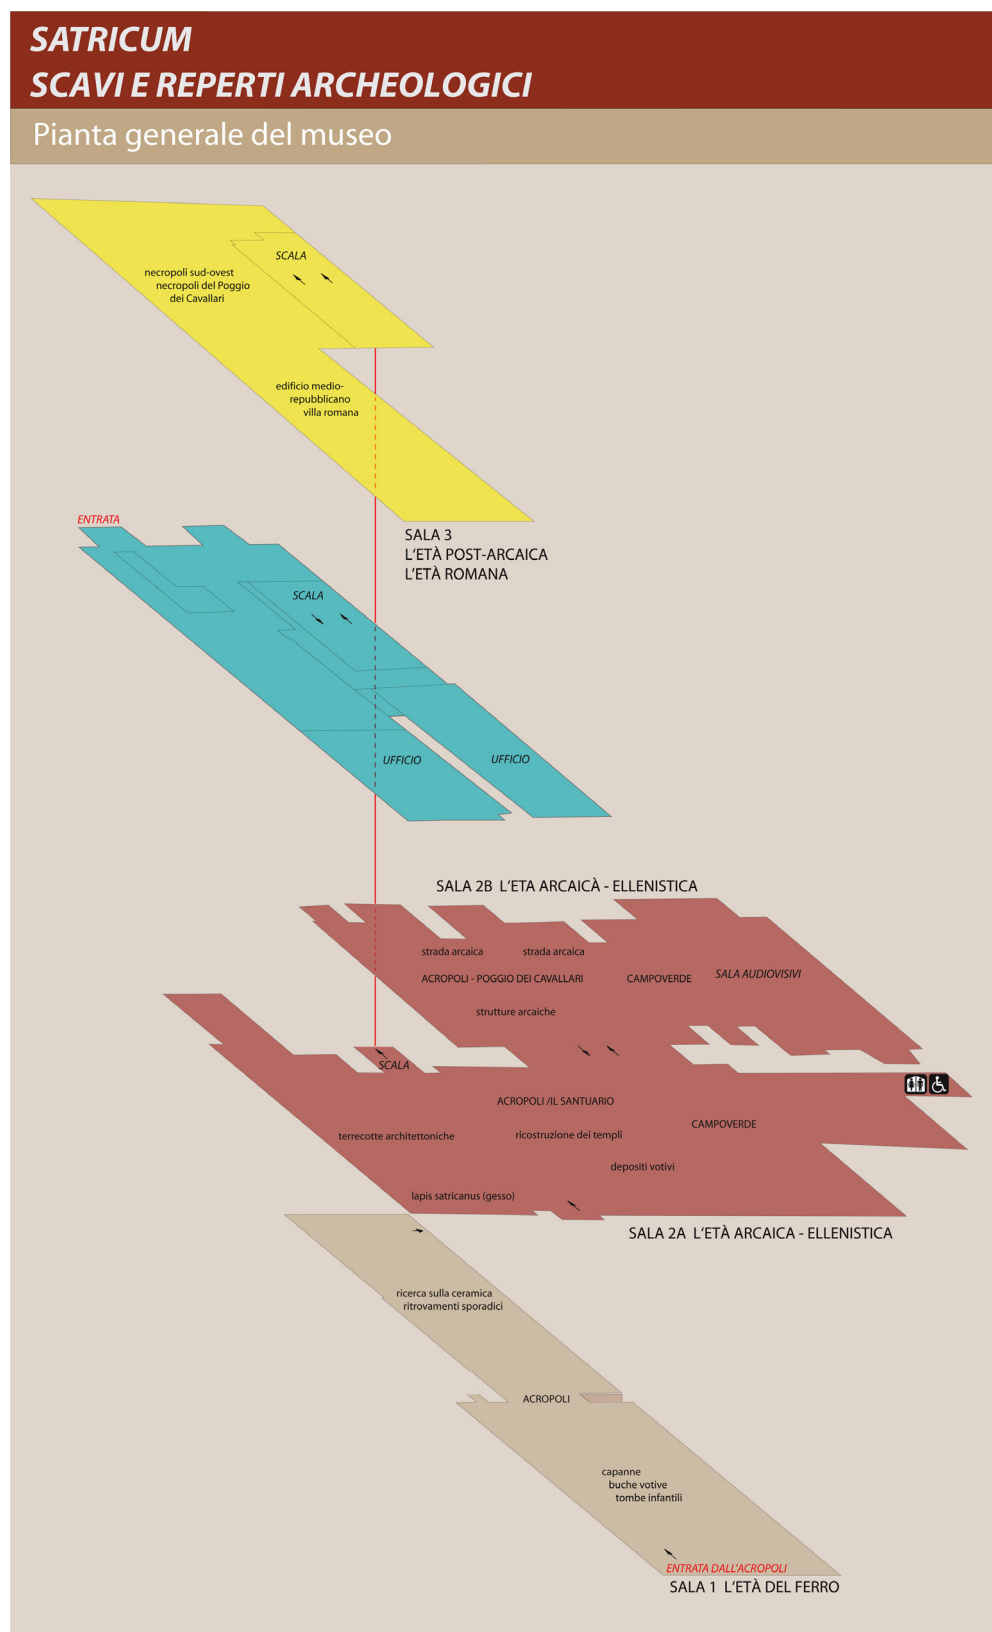 SATRICUM
SCAVI E REPERTI ARCHEOLOGICI
Pianta generale del museo
SCALA
necropoli sud-ovest
necropoli del Poggio
dei Cavallari
edificio medio-
repubblicano
villa romana
SALA 3
L'ETÀ POST-ARCAICA
L'ETÀ ROMANA
ENTRATA
SCALA
UFFICIO
UFFICIO
SALA 2B L'ETA ARCAICÀ - ELLENISTICA
strada arcaica
strada arcaica
ACROPOLI - POGGIO DEI CAVALLARI
CAMPOVERDE
SALA AUDIOVISIVI
strutture arcaiche
SCALA
ACROPOLI /IL SANTUARIO
CAMPOVERDE
terrecotte architettoniche
ricostruzione dei templi
depositi votivi
lapis satricanus (gesso)
SALA 2A L'ETÀ ARCAICA - ELLENISTICA
ricerca sulla ceramica
ritrovamenti sporadici
ACROPOLI
capanne
buche votive
tombe infantili
ENTRATA DALL'ACROPOLI
SALA 1 L'ETÀ DEL FERRO